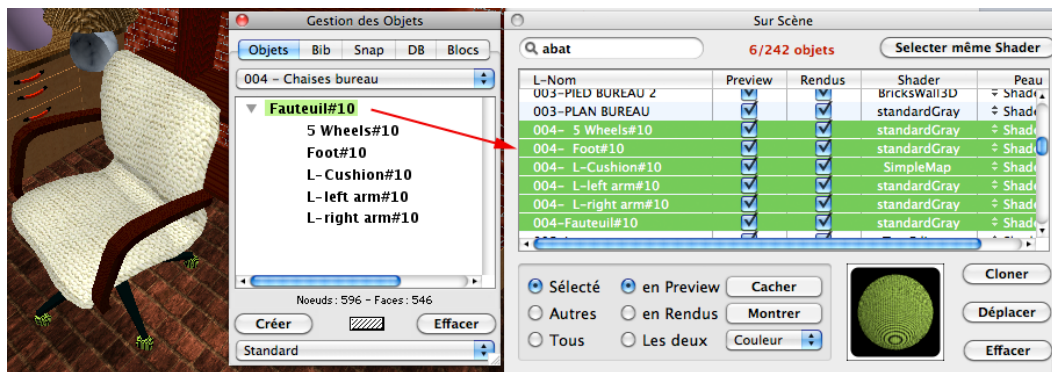 Gestion des Objets
Objets Bib Snap DB Blocs
004 – Chaises bureau
Fauteuil#10
5 Wheels#10
Foot#10
L-Cushion#10
L-left arm#10
L-right arm#10
Noeuds : 596 – Faces : 546
Créer Effacer
Standard
Sur Scène
abat 6/242 objets Selecter même Shader
L-Nom Preview Rendus Shader Peau
003-PIED BUREAU 2 BricksWall3D Shade
003-PLAN BUREAU standardGray Shade
004- 5 Wheels#10 standardGray Shade
004- Foot#10 standardGray Shade
004- L-Cushion#10 SimpleMap Shade
004- L-left arm#10 standardGray Shade
004- L-right arm#10 standardGray Shade
004-Fauteuil#10 standardGray Shade
Sélecté en Preview Cacher
Autres en Rendus Montrer
Tous Les deux Couleur
Cloner
Déplacer
Effacer